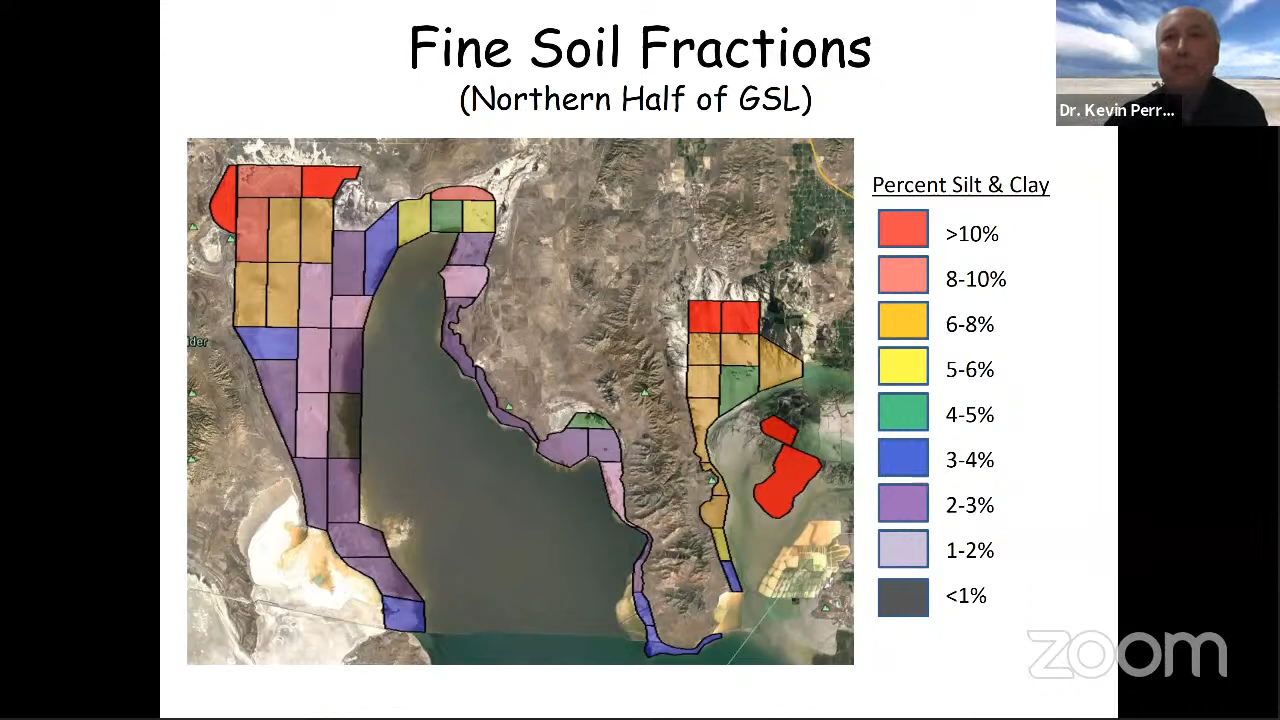 Fine Soil Fractions
(Northern Half of GSL)
Dr. Kevin Perr...
Percent Silt & Clay
>10%
8-10%
6-8%
5-6%
4-5%
3-4%
2-3%
1-2%
<1%
lder
zoom